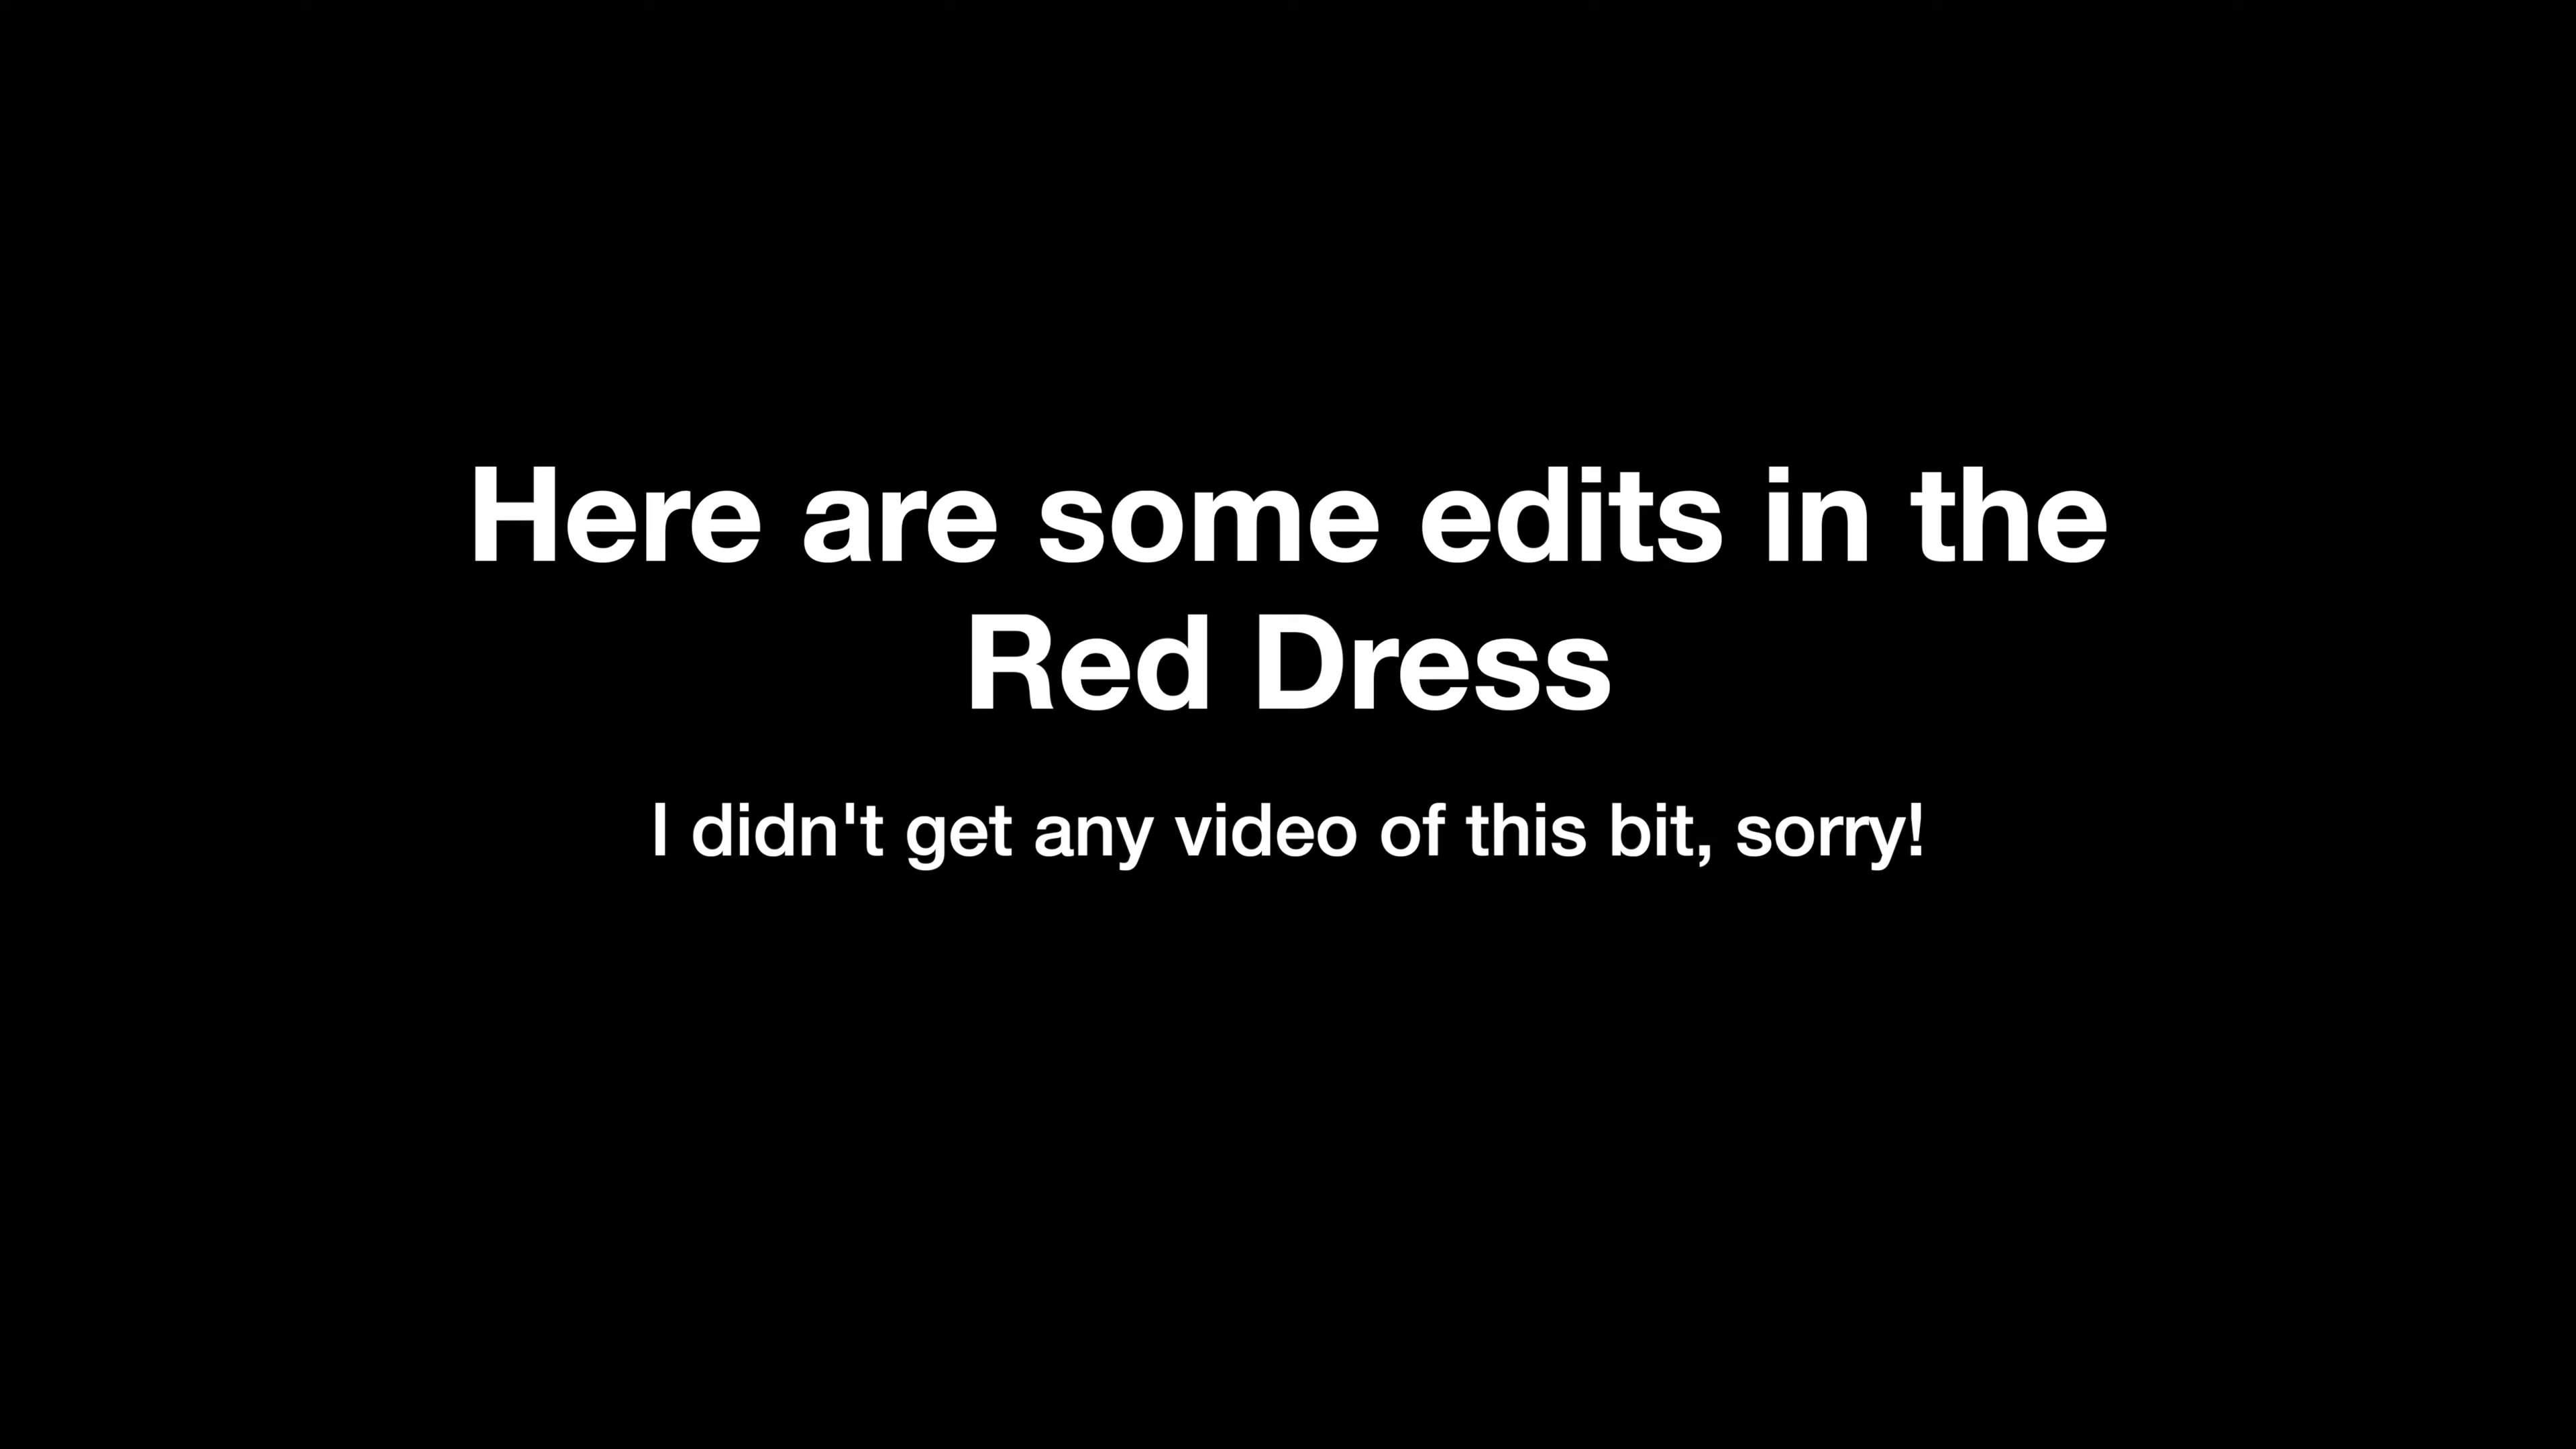 Here are some edits in the
Red Dress
I didn't get any video of this bit, sorry!